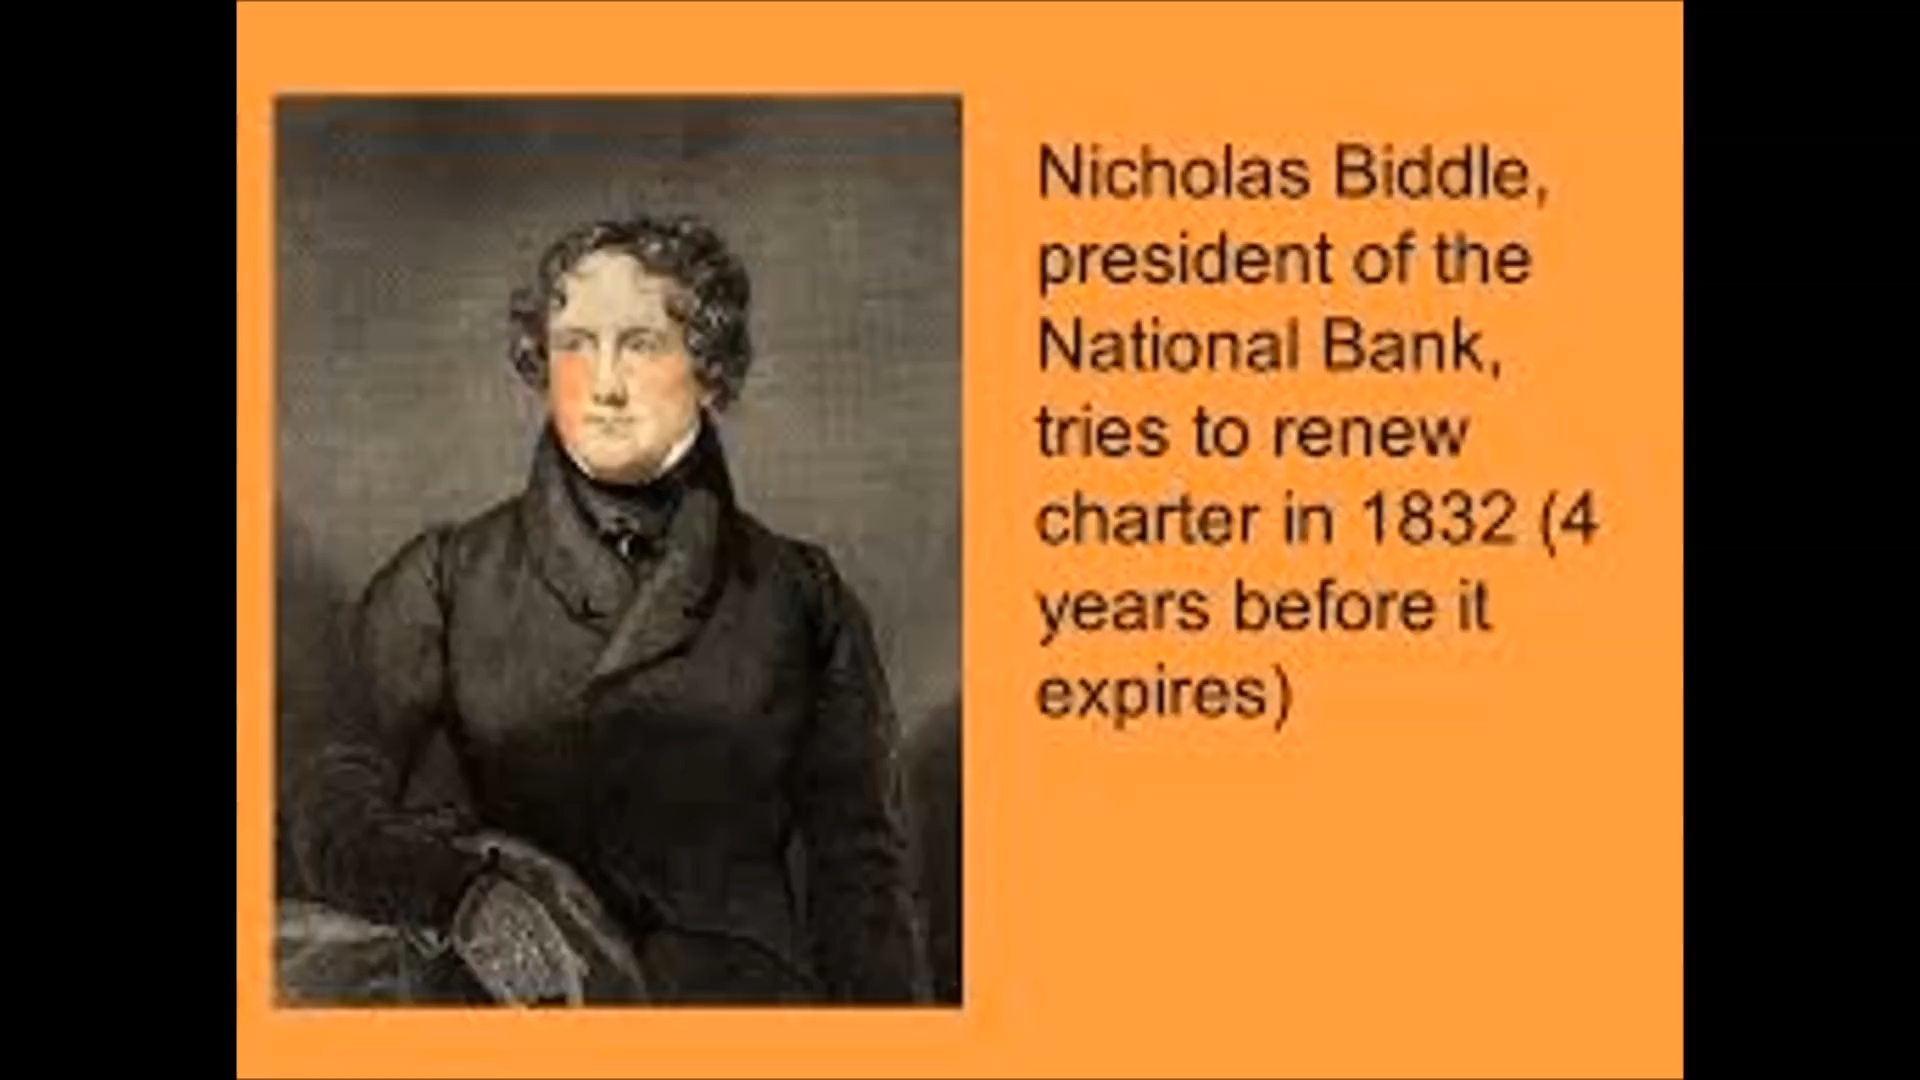 Nicholas Biddle,
president of the
National Bank,
tries to renew
charter in 1832 (4
years before it
expires)